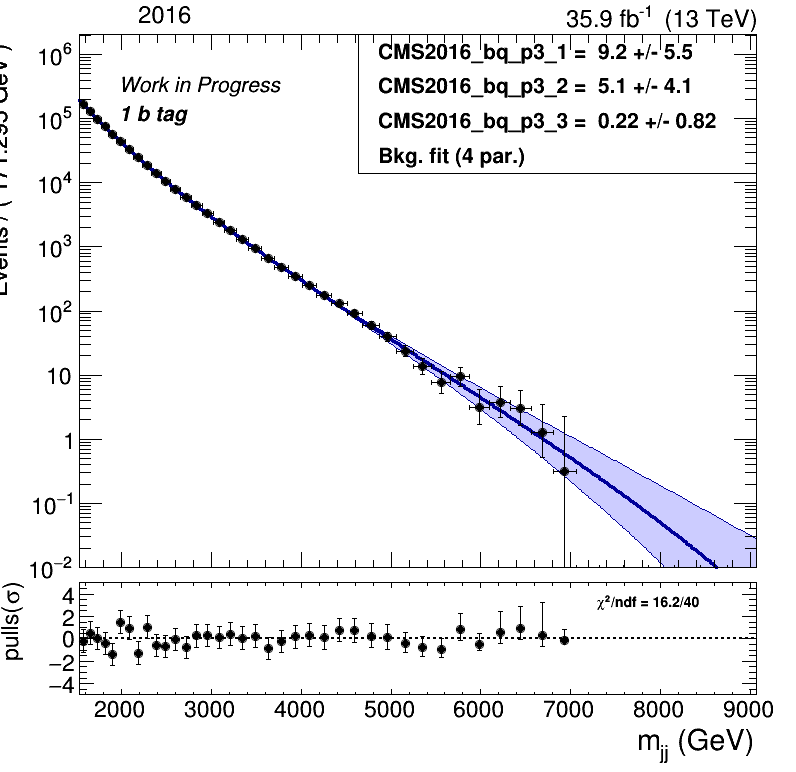 2016
35.9 fb⁻¹ (13 TeV)
CMS2016_bq_p3_1 = 9.2 +/- 5.5
CMS2016_bq_p3_2 = 5.1 +/- 4.1
CMS2016_bq_p3_3 = 0.22 +/- 0.82
Bkg. fit (4 par.)
Work in Progress
1 b tag
10⁶
10⁵
10⁴
10³
10²
10
1
10⁻¹
10⁻²
χ²/ndf = 16.2/40
pulls(σ)
4
2
0
−2
−4
2000 3000 4000 5000 6000 7000 8000 9000
m_jj (GeV)